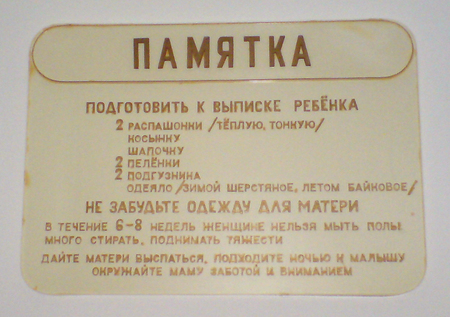 ПАМЯТКА
ПОДГОТОВИТЬ К ВЫПИСКЕ РЕБЁНКА
2 РАСПАШОНКИ /ТЁПЛУЮ, ТОНКУЮ/
КОСЫНКУ
ШАПОЧКУ
2 ПЕЛЁНКИ
2 ПОДГУЗНИКА
ОДЕЯЛО /ЗИМОЙ ШЕРСТЯНОЕ, ЛЕТОМ БАЙКОВОЕ/
НЕ ЗАБУДЬТЕ ОДЕЖДУ ДЛЯ МАТЕРИ
В ТЕЧЕНИЕ 6-8 НЕДЕЛЬ ЖЕНЩИНЕ НЕЛЬЗЯ МЫТЬ ПОЛЫ,
МНОГО СТИРАТЬ, ПОДНИМАТЬ ТЯЖЕСТИ
ДАЙТЕ МАТЕРИ ВЫСПАТЬСЯ, ПОДХОДИТЕ НОЧЬЮ К МАЛЫШУ
ОКРУЖАЙТЕ МАМУ ЗАБОТОЙ И ВНИМАНИЕМ